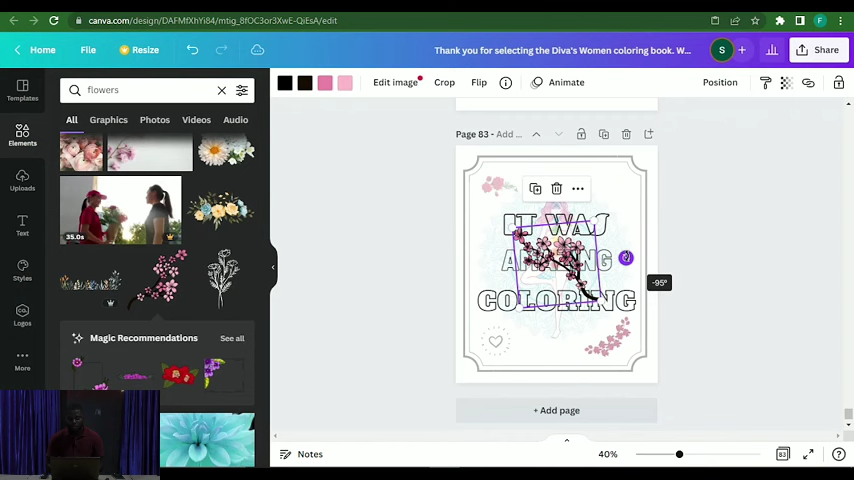 canva.com/design/DAFMfXhYi84/mtig_8fOC3or3XwE-QiEsA/edit
F
Home
File
Resize
Thank you for selecting the Diva's Women coloring book. W...
S
Share
Templates
Elements
Uploads
Text
Styles
Logos
More
flowers
All
Graphics
Photos
Videos
Audio
35.0s
Magic Recommendations
See all
Edit image
Crop
Flip
Animate
Position
Page 83 - Add ...
IT WAS
AMAZING
COLORING
-95°
+ Add page
Notes
40%
83